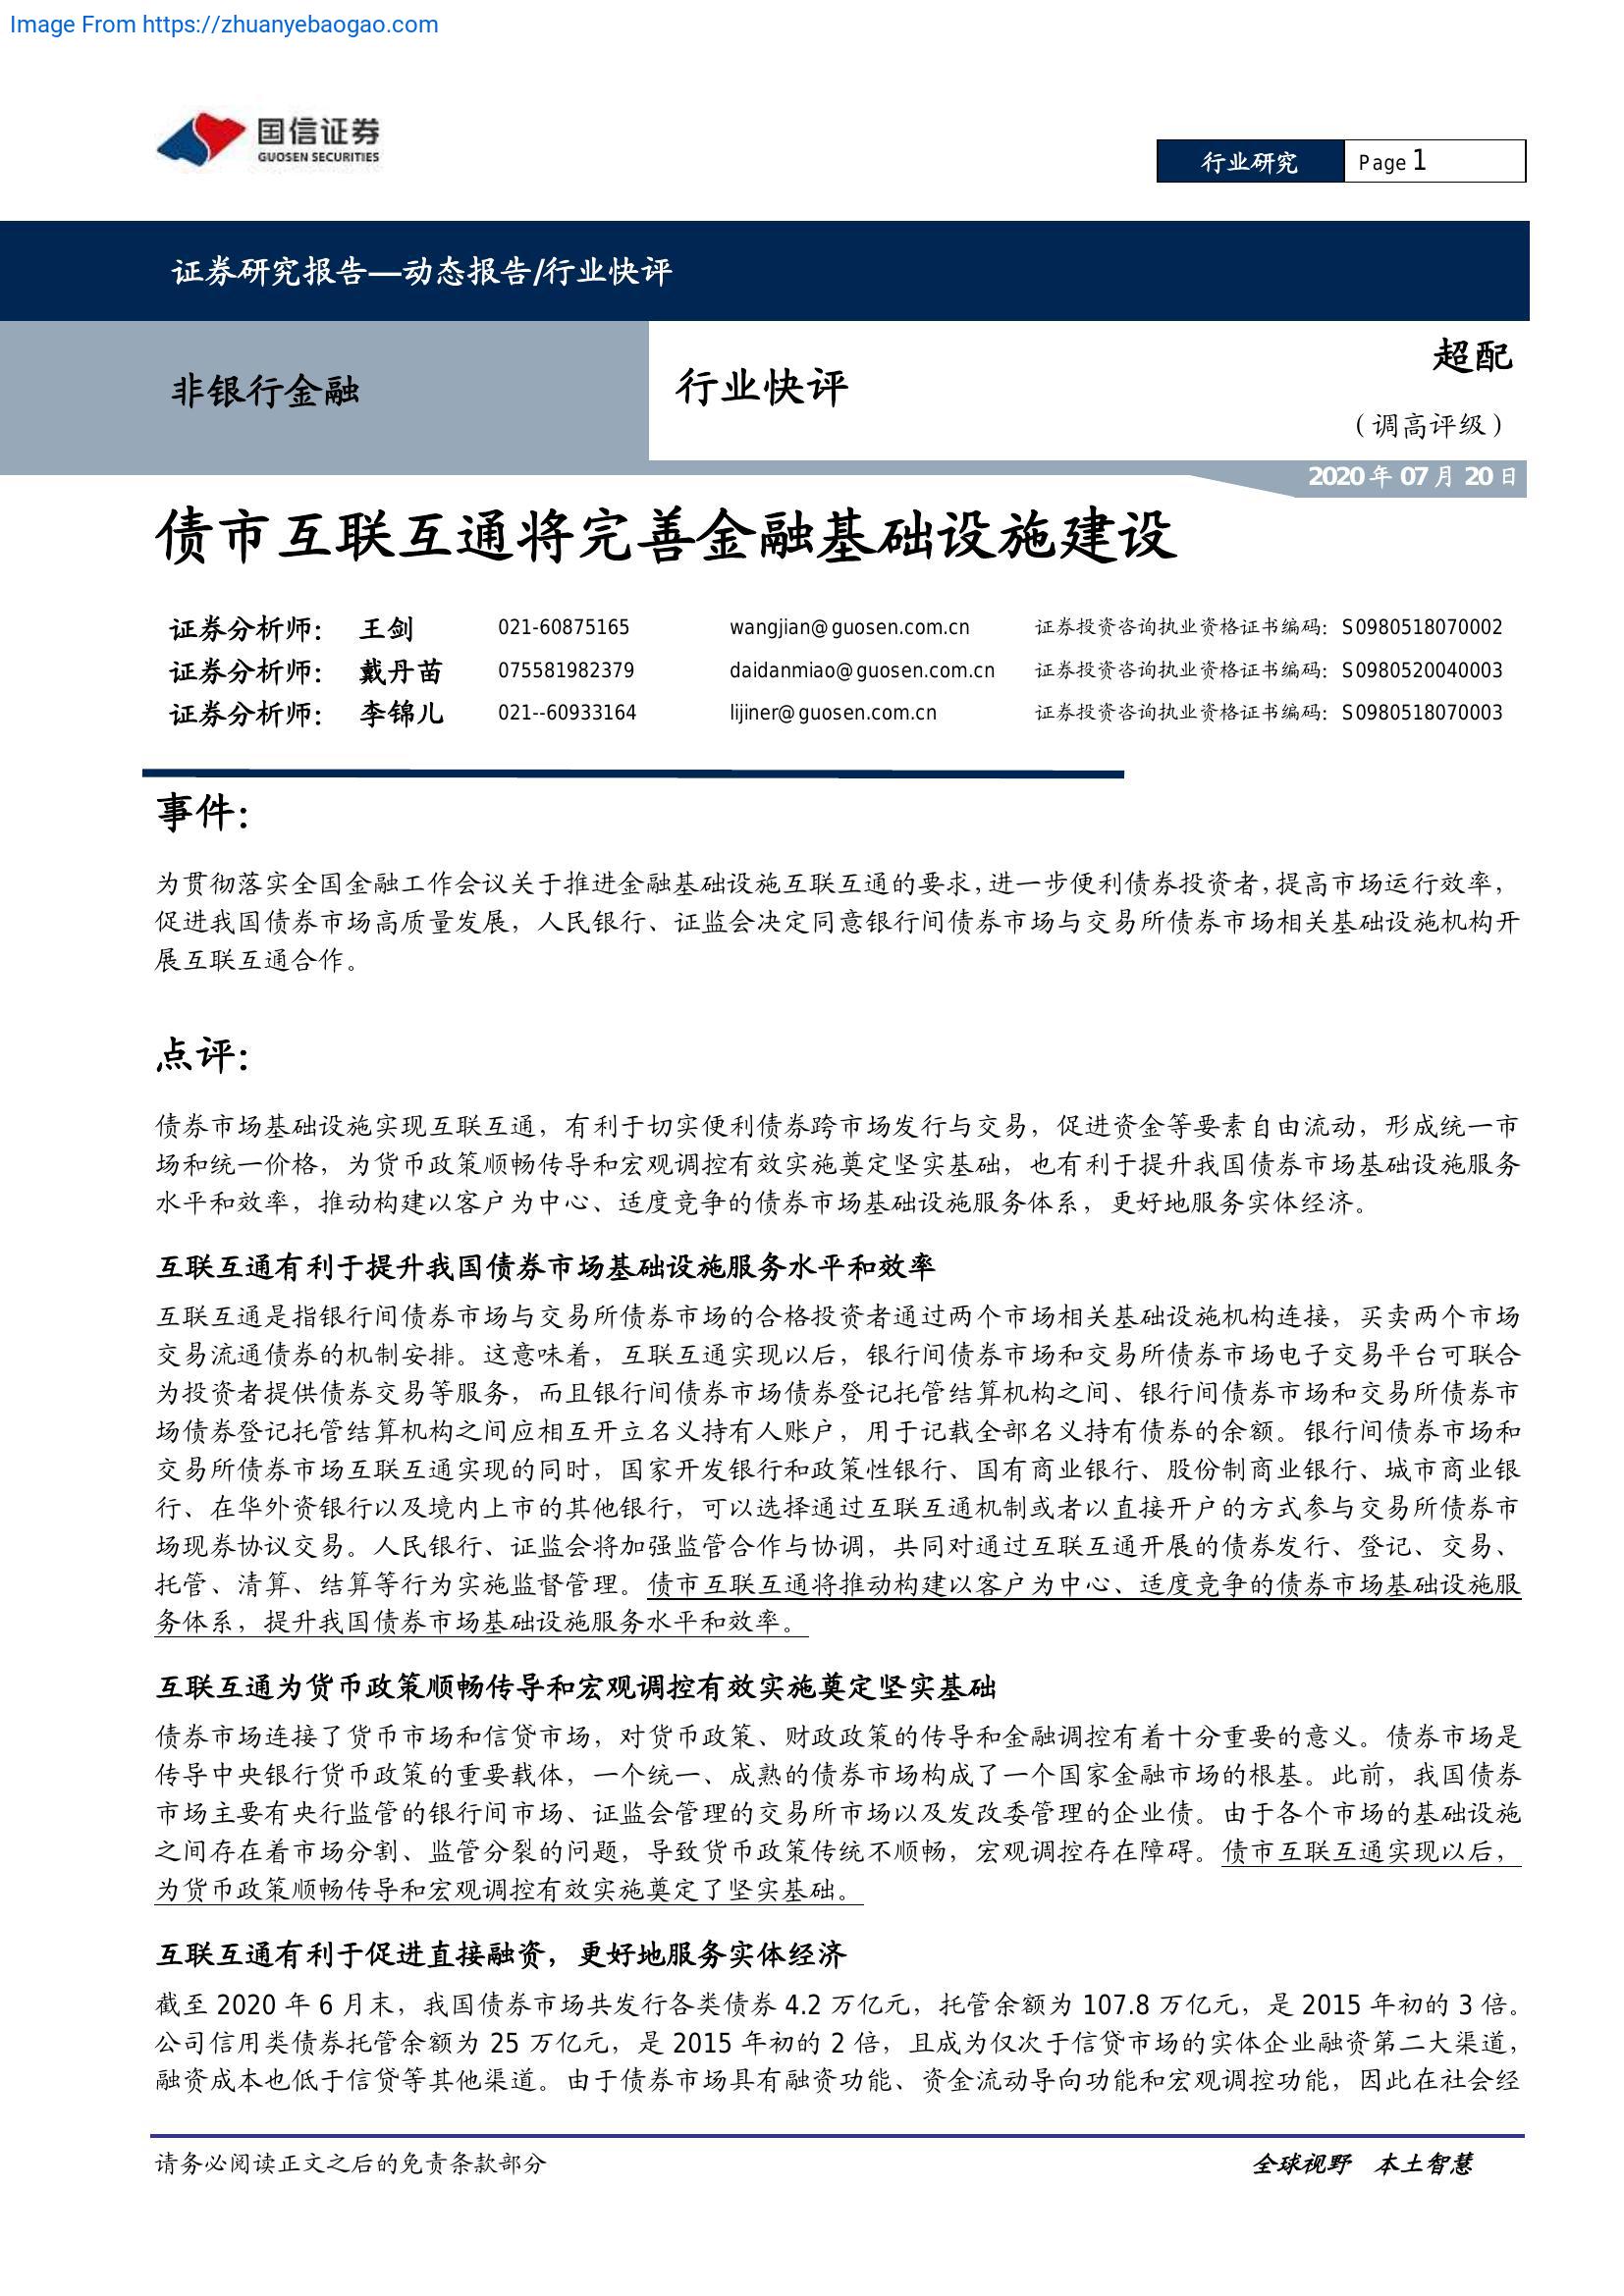 Image From https://zhuanyebaogao.com
国信证券
GUOSEN SECURITIES
行业研究 Page 1
证券研究报告—动态报告/行业快评
非银行金融 行业快评 超配
（调高评级）
2020 年 07 月 20 日
债市互联互通将完善金融基础设施建设
证券分析师： 王剑 021-60875165 wangjian@guosen.com.cn 证券投资咨询执业资格证书编码：S0980518070002
证券分析师： 戴丹苗 075581982379 daidanmiao@guosen.com.cn 证券投资咨询执业资格证书编码：S0980520040003
证券分析师： 李锦儿 021--60933164 lijiner@guosen.com.cn 证券投资咨询执业资格证书编码：S0980518070003
事件：
为贯彻落实全国金融工作会议关于推进金融基础设施互联互通的要求，进一步便利债券投资者，提高市场运行效率，
促进我国债券市场高质量发展，人民银行、证监会决定同意银行间债券市场与交易所债券市场相关基础设施机构开
展互联互通合作。
点评：
债券市场基础设施实现互联互通，有利于切实便利债券跨市场发行与交易，促进资金等要素自由流动，形成统一市
场和统一价格，为货币政策顺畅传导和宏观调控有效实施奠定坚实基础，也有利于提升我国债券市场基础设施服务
水平和效率，推动构建以客户为中心、适度竞争的债券市场基础设施服务体系，更好地服务实体经济。
互联互通有利于提升我国债券市场基础设施服务水平和效率
互联互通是指银行间债券市场与交易所债券市场的合格投资者通过两个市场相关基础设施机构连接，买卖两个市场
交易流通债券的机制安排。这意味着，互联互通实现以后，银行间债券市场和交易所债券市场电子交易平台可联合
为投资者提供债券交易等服务，而且银行间债券市场债券登记托管结算机构之间、银行间债券市场和交易所债券市
场债券登记托管结算机构之间应相互开立名义持有人账户，用于记载全部名义持有债券的余额。银行间债券市场和
交易所债券市场互联互通实现的同时，国家开发银行和政策性银行、国有商业银行、股份制商业银行、城市商业银
行、在华外资银行以及境内上市的其他银行，可以选择通过互联互通机制或者以直接开户的方式参与交易所债券市
场现券协议交易。人民银行、证监会将加强监管合作与协调，共同对通过互联互通开展的债券发行、登记、交易、
托管、清算、结算等行为实施监督管理。债市互联互通将推动构建以客户为中心、适度竞争的债券市场基础设施服
务体系，提升我国债券市场基础设施服务水平和效率。
互联互通为货币政策顺畅传导和宏观调控有效实施奠定坚实基础
债券市场连接了货币市场和信贷市场，对货币政策、财政政策的传导和金融调控有着十分重要的意义。债券市场是
传导中央银行货币政策的重要载体，一个统一、成熟的债券市场构成了一个国家金融市场的根基。此前，我国债券
市场主要有央行监管的银行间市场、证监会管理的交易所市场以及发改委管理的企业债。由于各个市场的基础设施
之间存在着市场分割、监管分裂的问题，导致货币政策传统不顺畅，宏观调控存在障碍。债市互联互通实现以后，
为货币政策顺畅传导和宏观调控有效实施奠定了坚实基础。
互联互通有利于促进直接融资，更好地服务实体经济
截至 2020 年 6 月末，我国债券市场共发行各类债券 4.2 万亿元，托管余额为 107.8 万亿元，是 2015 年初的 3 倍。
公司信用类债券托管余额为 25 万亿元，是 2015 年初的 2 倍，且成为仅次于信贷市场的实体企业融资第二大渠道，
融资成本也低于信贷等其他渠道。由于债券市场具有融资功能、资金流动导向功能和宏观调控功能，因此在社会经
请务必阅读正文之后的免责条款部分 全球视野 本土智慧